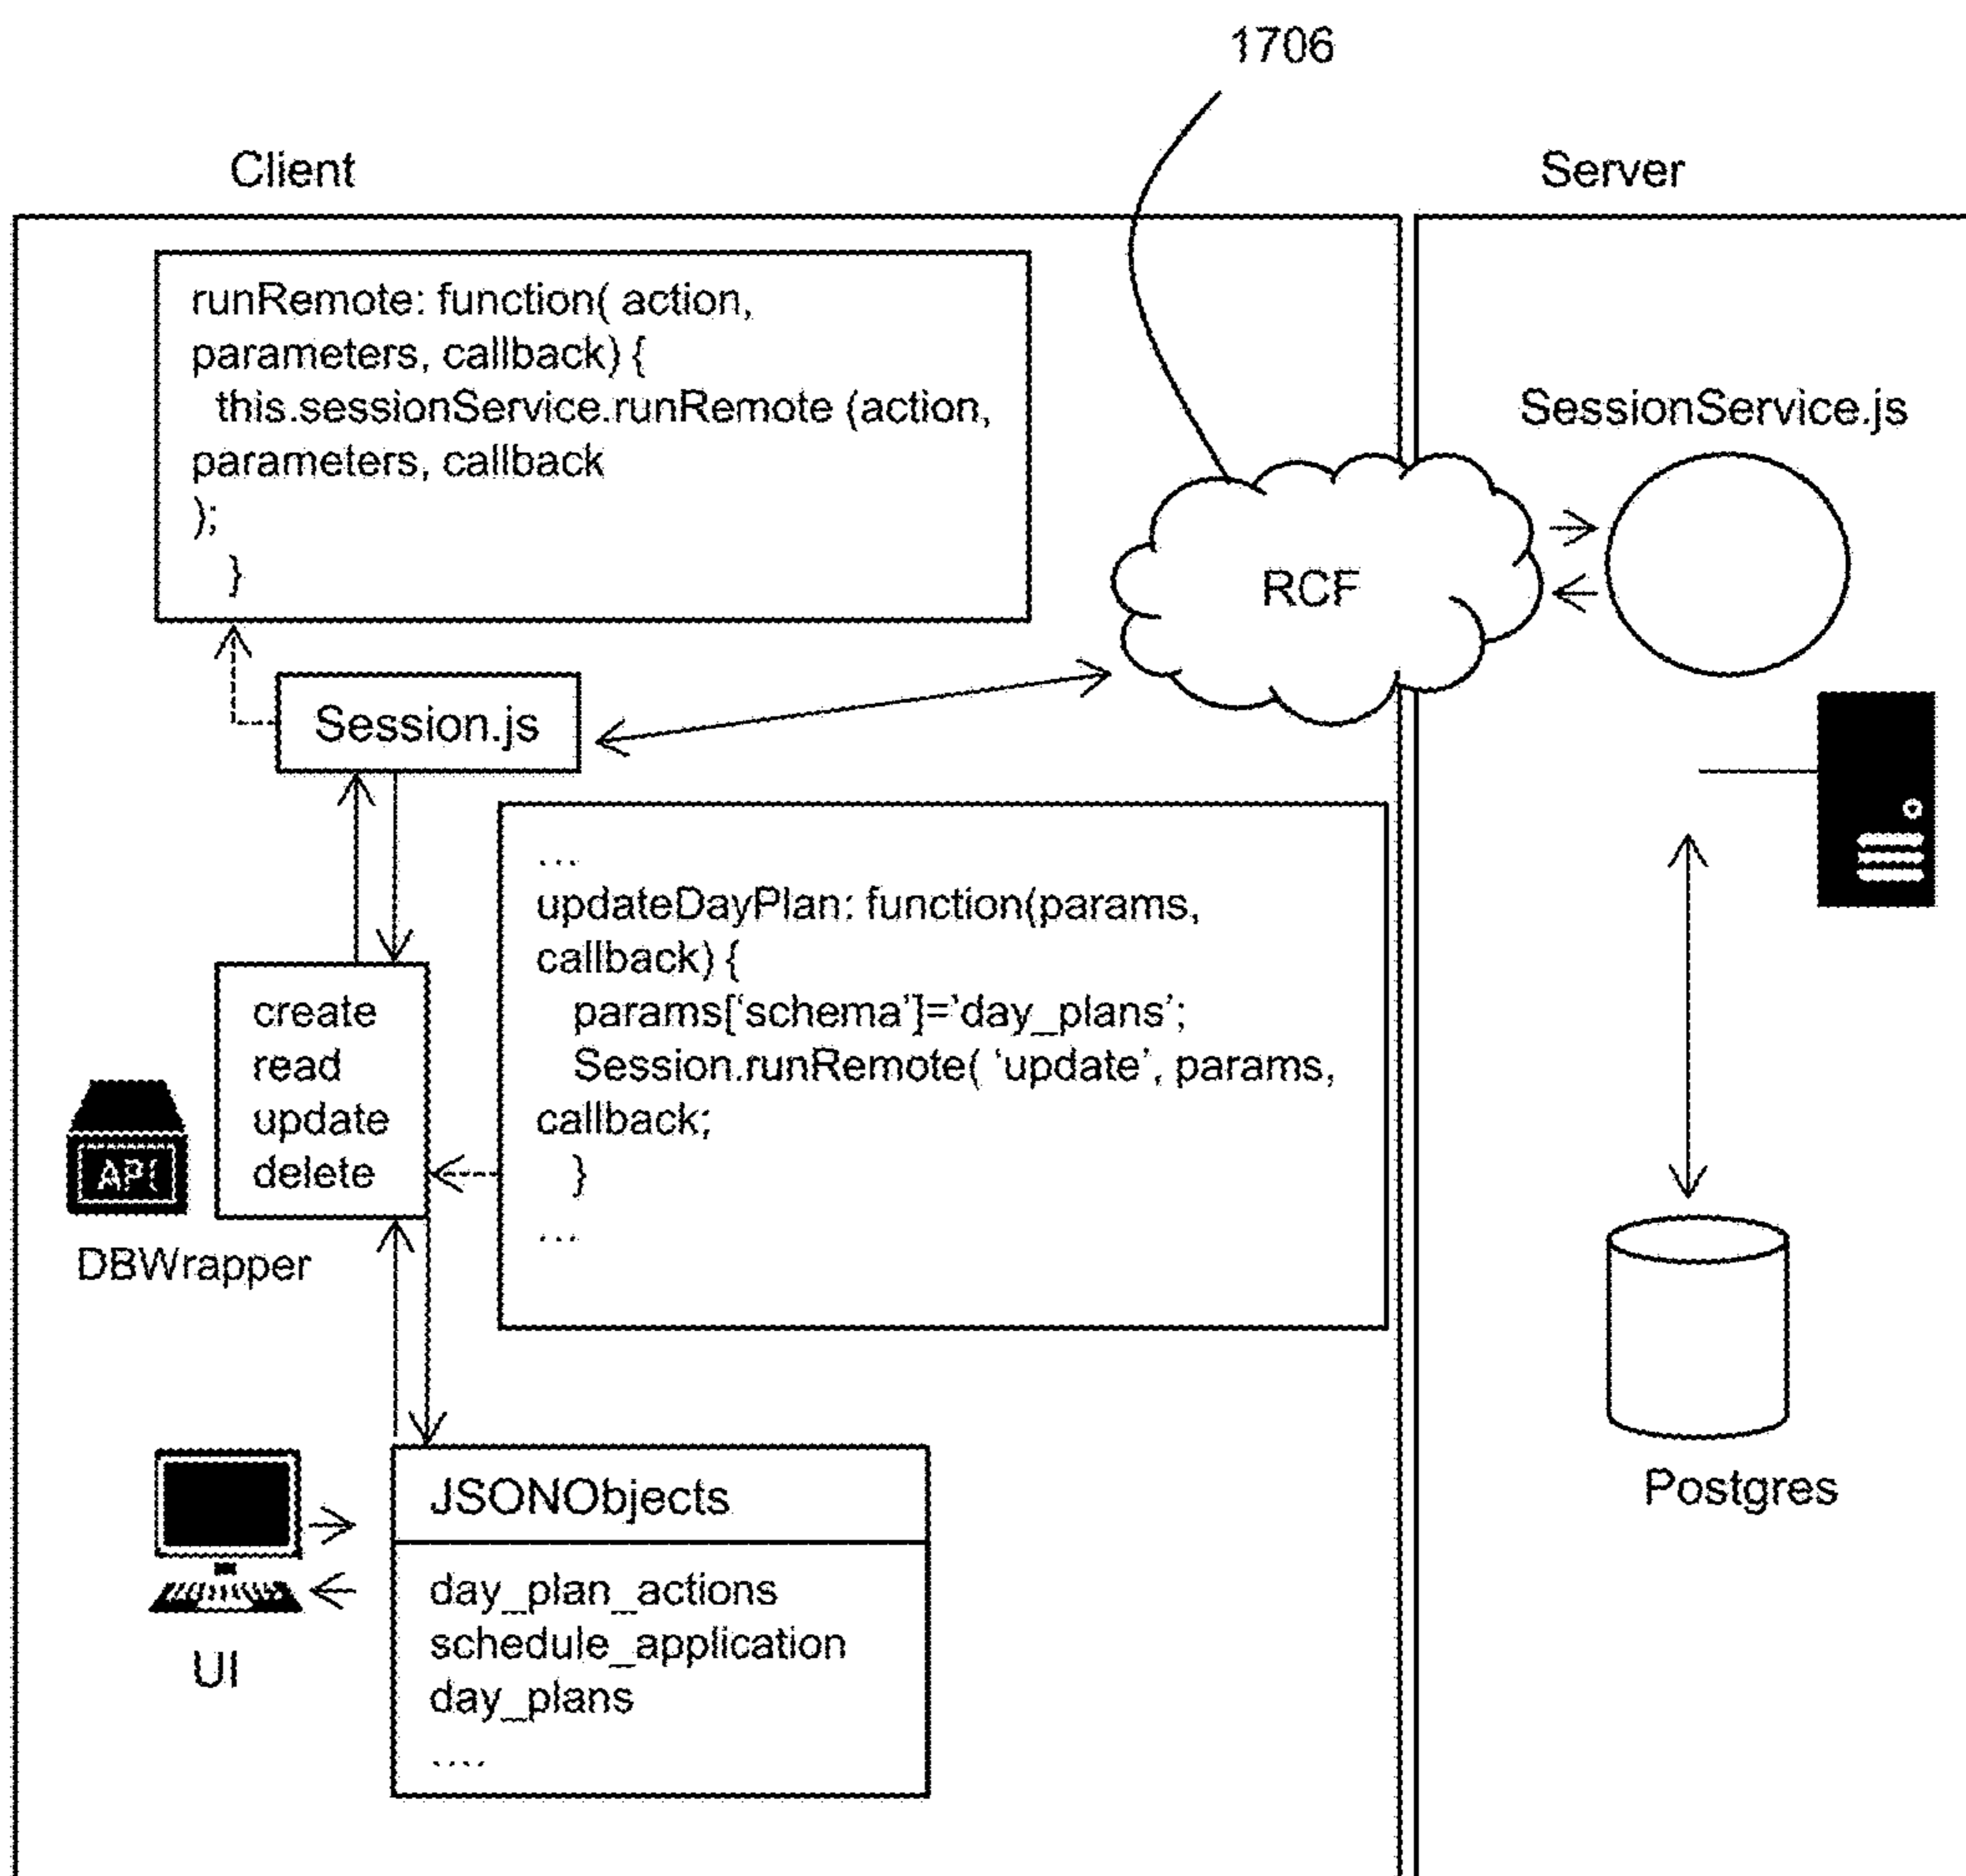 1706
Client
Server
runRemote: function( action,
parameters, callback) {
this.sessionService.runRemote (action,
parameters, callback
);
}
SessionService.js
RCF
Session.js
...
updateDayPlan: function(params,
callback) {
params[‘schema’]=’day_plans’;
Session.runRemote( ‘update’, params,
callback;
}
...
create
read
update
delete
API
DBWrapper
JSONObjects
day_plan_actions
schedule_application
day_plans
....
UI
Postgres